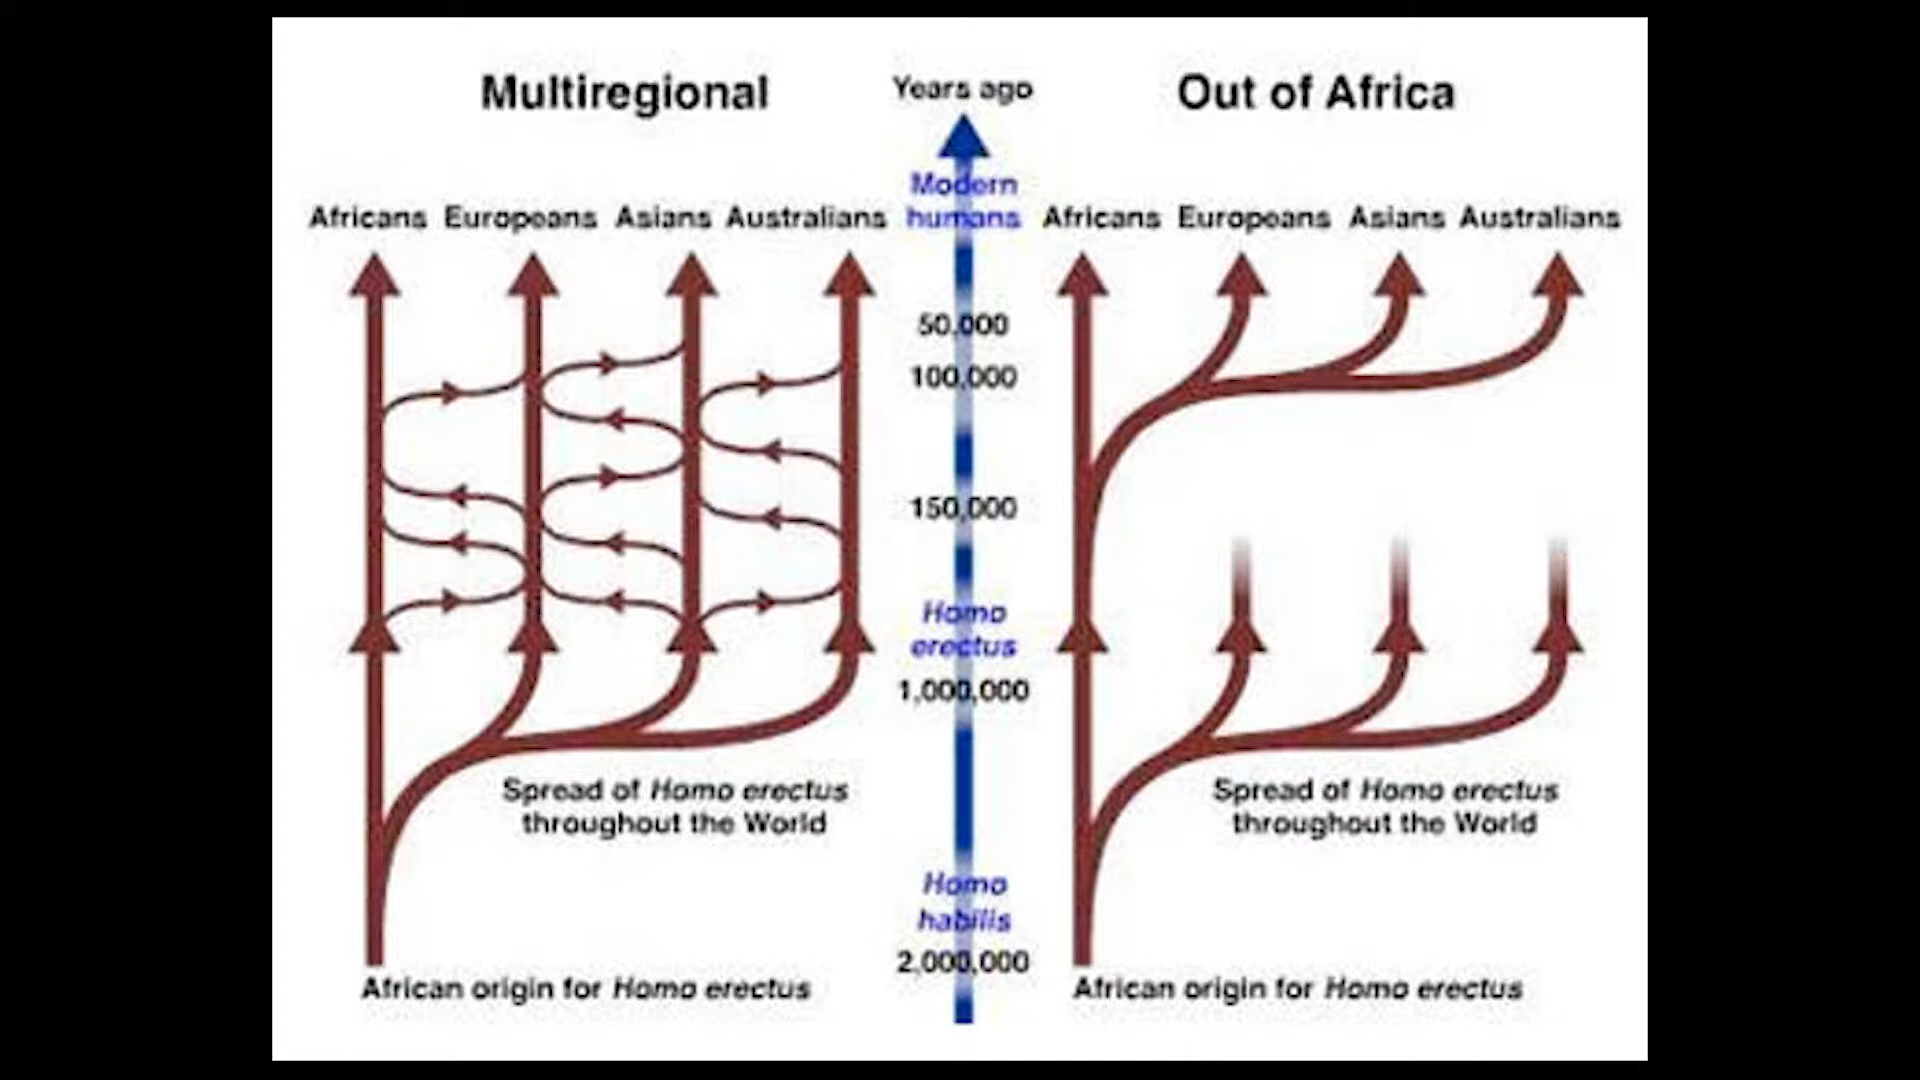 Multiregional
Years ago
Out of Africa
Modern
humans
Africans Europeans Asians Australians
Africans Europeans Asians Australians
50.000
100,000
150,000
Homo
erectus
1,000,000
Spread of Homo erectus
throughout the World
Spread of Homo erectus
throughout the World
Homo
habilis
2,000,000
African origin for Homo erectus
African origin for Homo erectus